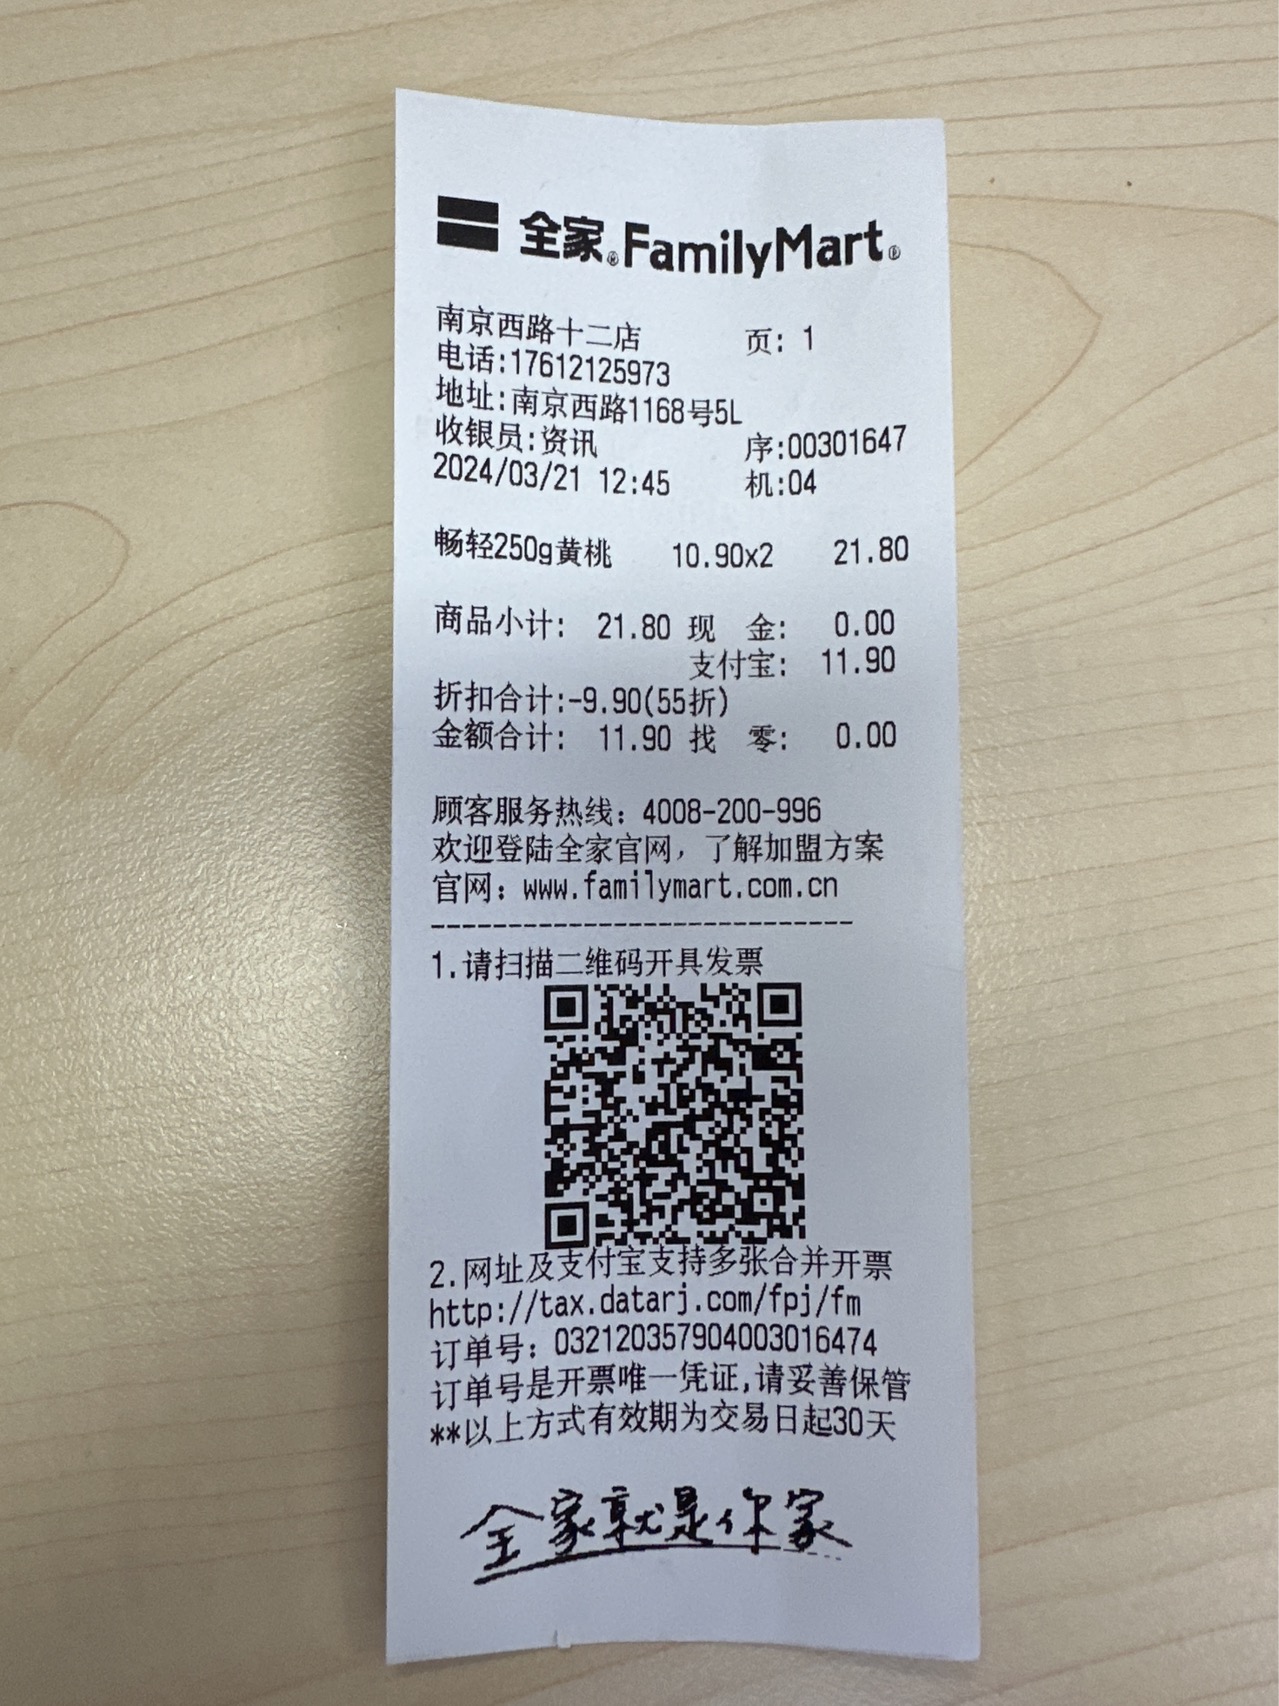 全家®FamilyMart®
南京西路十二店 页: 1
电话:17612125973
地址:南京西路1168号5L
收银员:资讯 序:00301647
2024/03/21 12:45 机:04
畅轻250g黄桃 10.90x2 21.80
商品小计: 21.80 现 金: 0.00
支付宝: 11.90
折扣合计:-9.90(55折)
金额合计: 11.90 找 零: 0.00
顾客服务热线: 4008-200-996
欢迎登陆全家官网，了解加盟方案
官网: www.familymart.com.cn
----------------------------
1.请扫描二维码开具发票
2.网址及支付宝支持多张合并开票
http://tax.datarj.com/fpj/fm
订单号: 032120357904003016474
订单号是开票唯一凭证,请妥善保管
**以上方式有效期为交易日起30天
全家就是你家